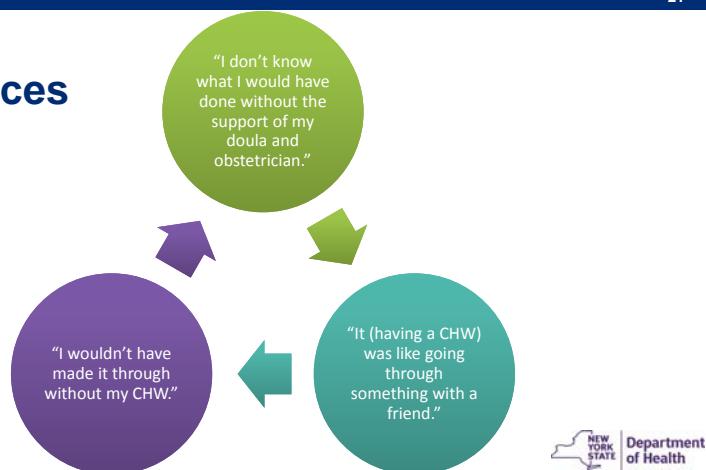 ces
“I don’t know
what I would have
done without the
support of my
doula and
obstetrician.”
“It (having a CHW)
was like going
through
something with a
friend.”
“I wouldn’t have
made it through
without my CHW.”
NEW
YORK
STATE
Department
of Health